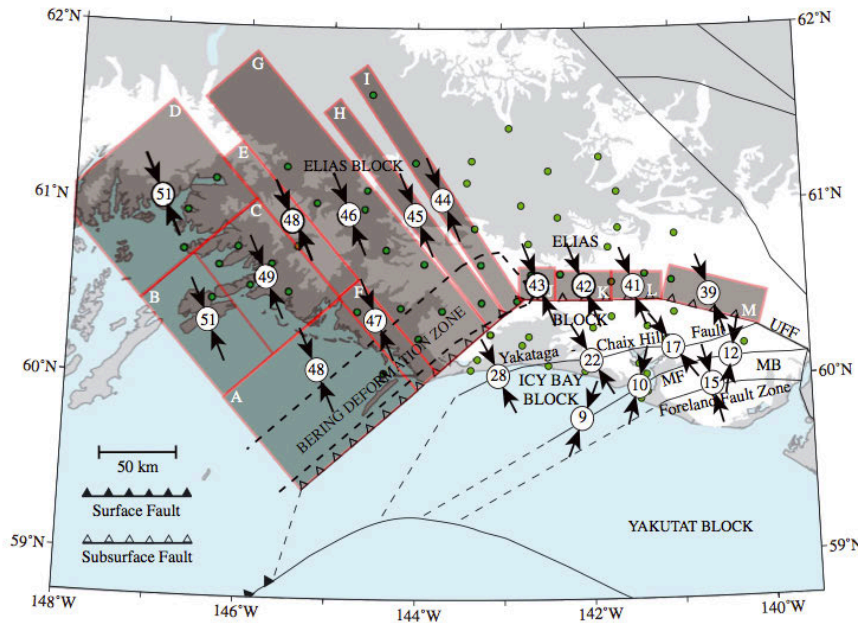 62°N
62°N
G
I
D
H
E
ELIAS BLOCK
61°N
61°N
51
48
46
45
44
C
ELIAS
49
43
42
41
39
B
51
F
K
L
M
47
BLOCK
UFF
Fault
Chaix Hill
17
12
60°N
60°N
48
Yakataga
22
MB
28
ICY BAY
BLOCK
10
MF
15
A
BERING DEFORMATION ZONE
Foreland Fault Zone
9
50 km
Surface Fault
YAKUTAT BLOCK
Subsurface Fault
59°N
59°N
148°W
146°W
144°W
142°W
140°W